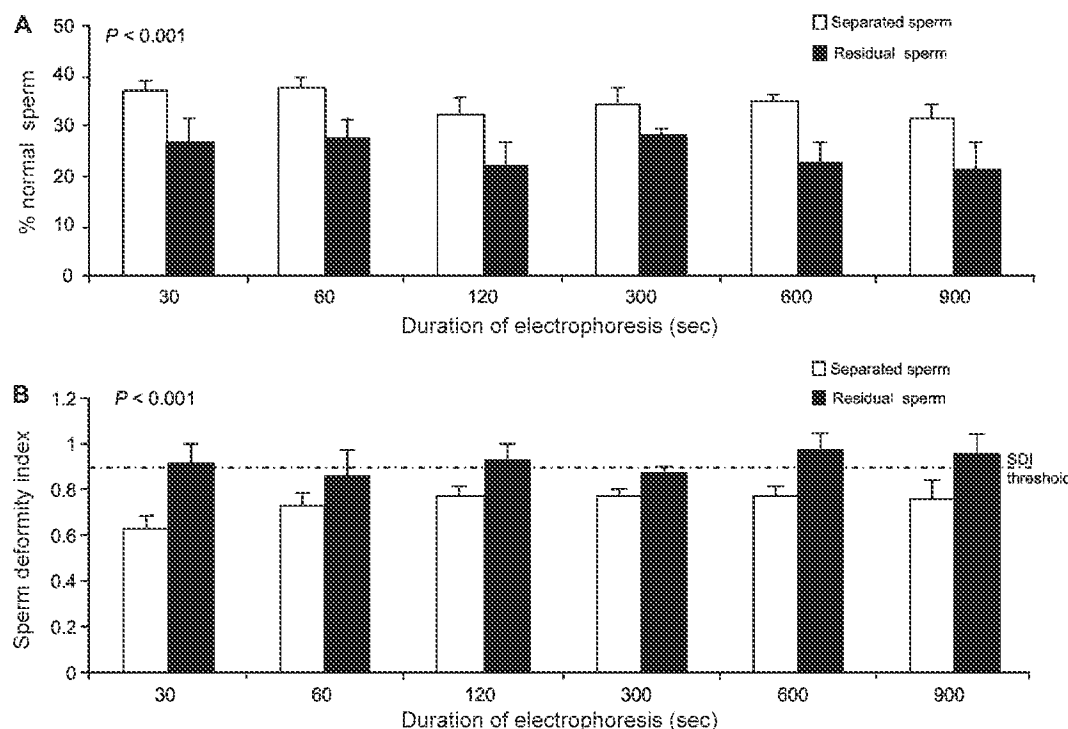 A
P < 0.001
Separated sperm
Residual sperm
50
40
30
20
10
0
% normal sperm
30 60 120 300 600 900
Duration of electrophoresis (sec)
B
P < 0.001
Separated sperm
Residual sperm
1.2
1
0.8
0.6
0.4
0.2
0
Sperm deformity index
SDI
threshold
30 60 120 300 600 900
Duration of electrophoresis (sec)